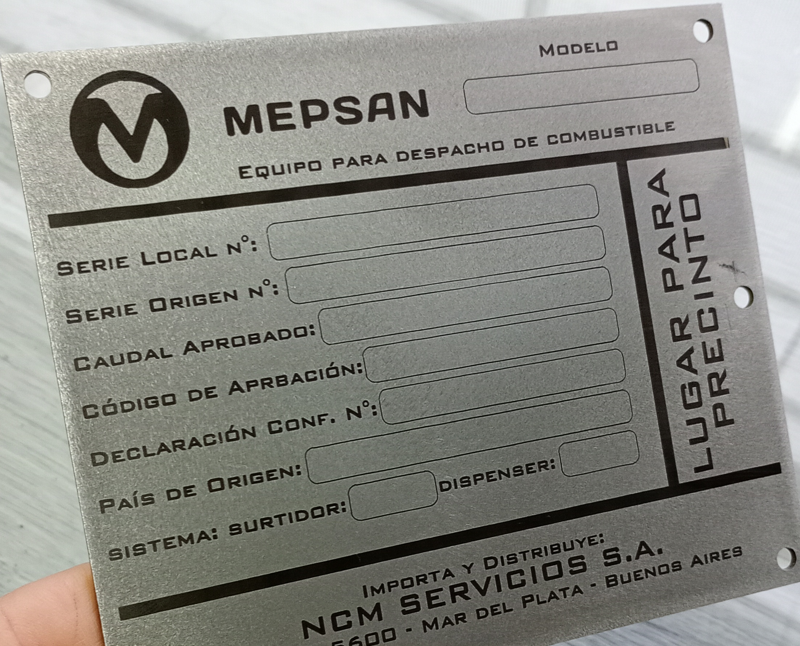 MODELO
MEPSAN
EQUIPO PARA DESPACHO DE COMBUSTIBLE
SERIE LOCAL N°:
SERIE ORIGEN N°:
CAUDAL APROBADO:
CÓDIGO DE APRBACIÓN:
DECLARACIÓN CONF. N°:
PAÍS DE ORIGEN:
SISTEMA: SURTIDOR: DISPENSER:
LUGAR PARA
PRECINTO
IMPORTA Y DISTRIBUYE:
NCM SERVICIOS S.A.
5600 - MAR DEL PLATA - BUENOS AIRES